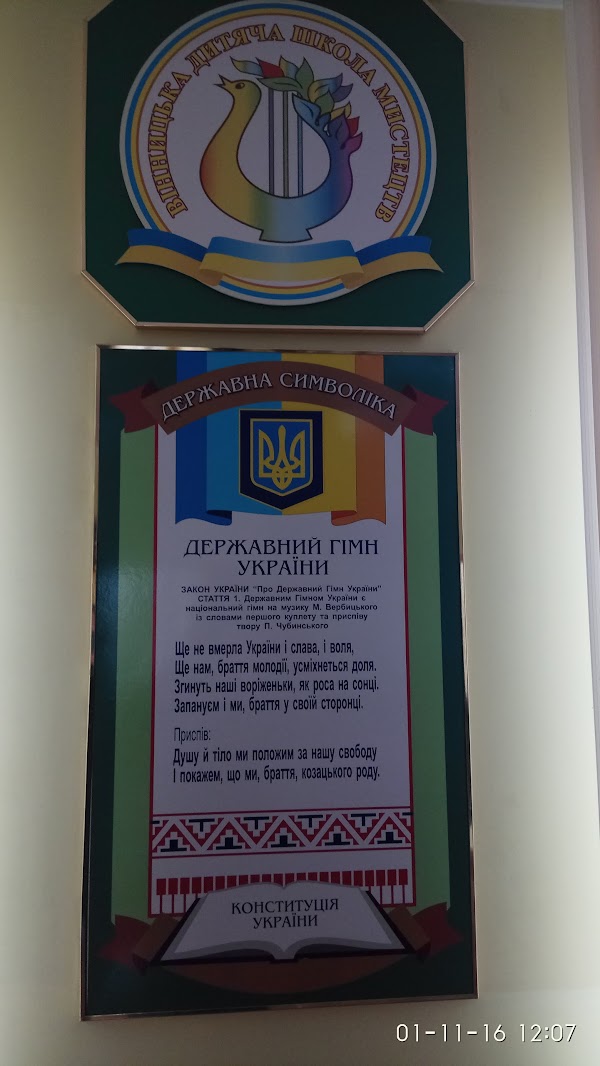 ВІННИЦЬКА ДИТЯЧА ШКОЛА МИСТЕЦТВ
ДЕРЖАВНА СИМВОЛІКА
ДЕРЖАВНИЙ ГІМН
УКРАЇНИ
ЗАКОН УКРАЇНИ "Про Державний Гімн України"
СТАТТЯ 1. Державним Гімном України є
національний гімн на музику М. Вербицького
із словами першого куплету та приспіву
твору П. Чубинського
Ще не вмерла України і слава, і воля,
Ще нам, браття молодії, усміхнеться доля.
Згинуть наші воріженьки, як роса на сонці.
Запануєм і ми, браття у своїй сторонці.
Приспів:
Душу й тіло ми положим за нашу свободу
І покажем, що ми, браття, козацького роду.
КОНСТИТУЦІЯ
УКРАЇНИ
01-11-16 12:07